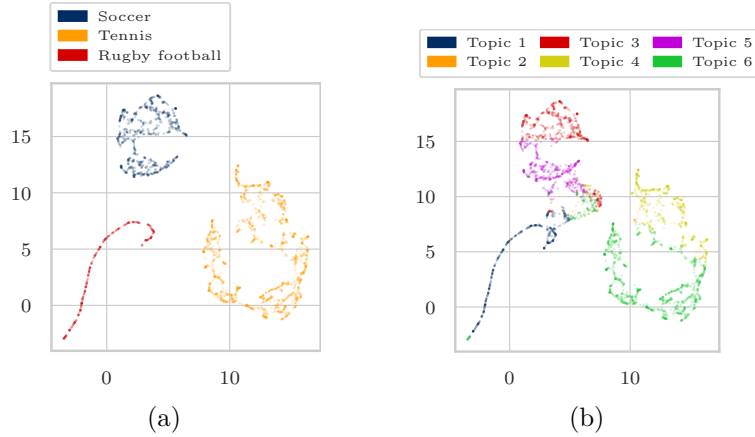 Soccer
Tennis
Rugby football
15
10
5
0
0 10
(a)
Topic 1 Topic 3 Topic 5
Topic 2 Topic 4 Topic 6
15
10
5
0
0 10
(b)